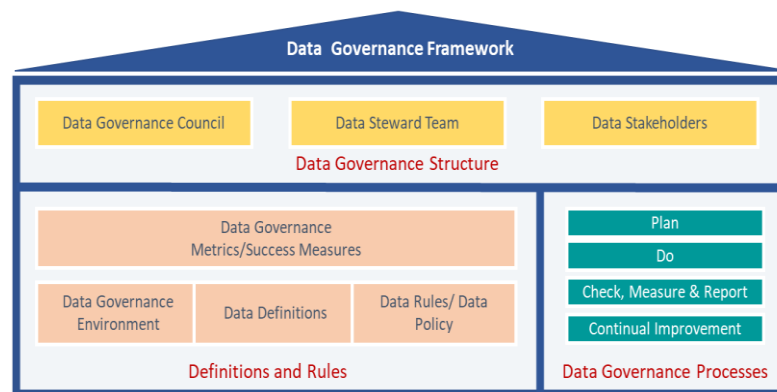 Data Governance Framework
Data Governance Council
Data Steward Team
Data Stakeholders
Data Governance Structure
Data Governance
Metrics/Success Measures
Data Governance
Environment
Data Definitions
Data Rules/ Data
Policy
Definitions and Rules
Plan
Do
Check, Measure & Report
Continual Improvement
Data Governance Processes